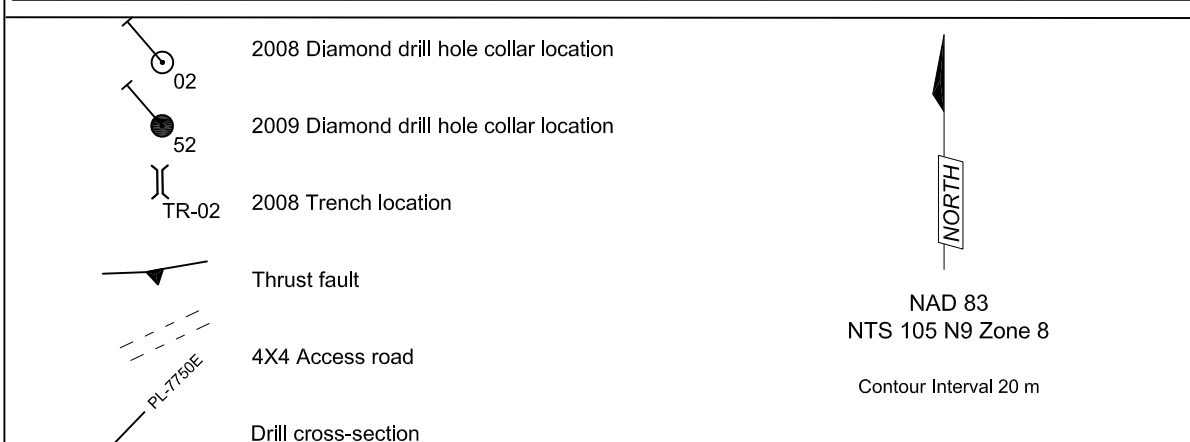 2008 Diamond drill hole collar location
02
2009 Diamond drill hole collar location
52
2008 Trench location
TR-02
Thrust fault
4X4 Access road
PL-7750E
Drill cross-section
NORTH
NAD 83
NTS 105 N9 Zone 8
Contour Interval 20 m